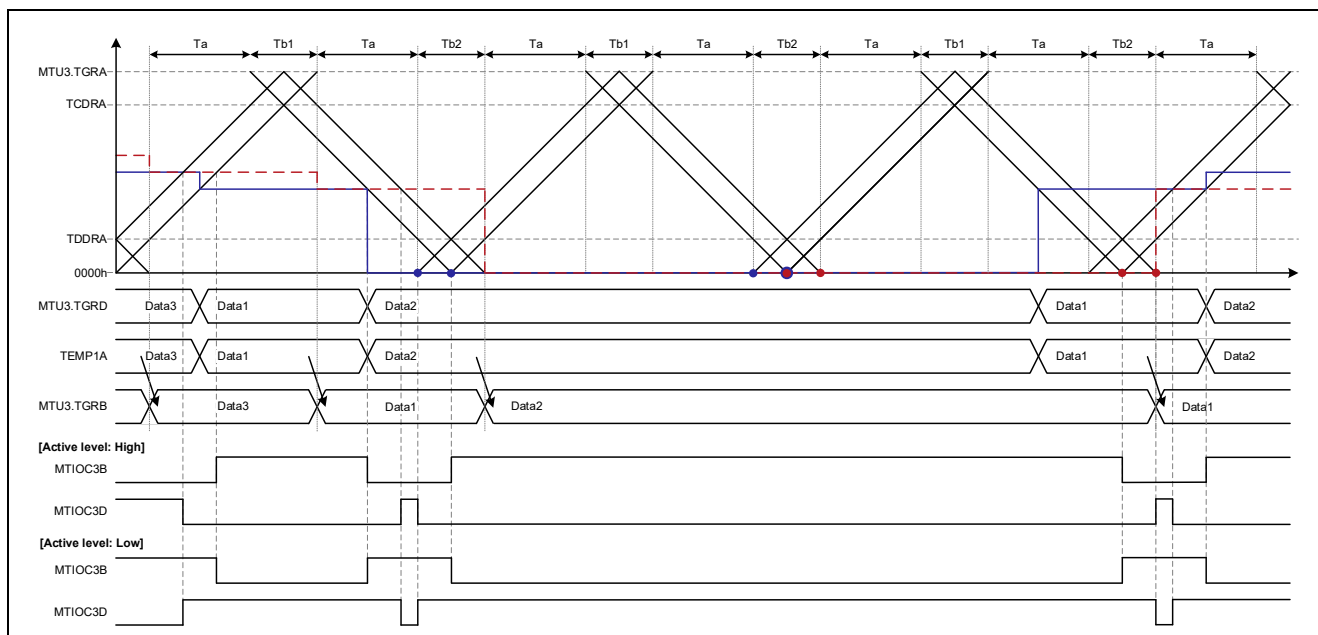 Ta Tb1 Ta Tb2 Ta Tb1 Ta Tb2 Ta Tb1 Ta Tb2 Ta
MTU3.TGRA
TCDRA
TDDRA
0000h
MTU3.TGRD Data3 Data1 Data2 Data1 Data2
TEMP1A Data3 Data1 Data2 Data1 Data2
MTU3.TGRB Data3 Data1 Data2 Data1
[Active level: High]
MTIOC3B
MTIOC3D
[Active level: Low]
MTIOC3B
MTIOC3D